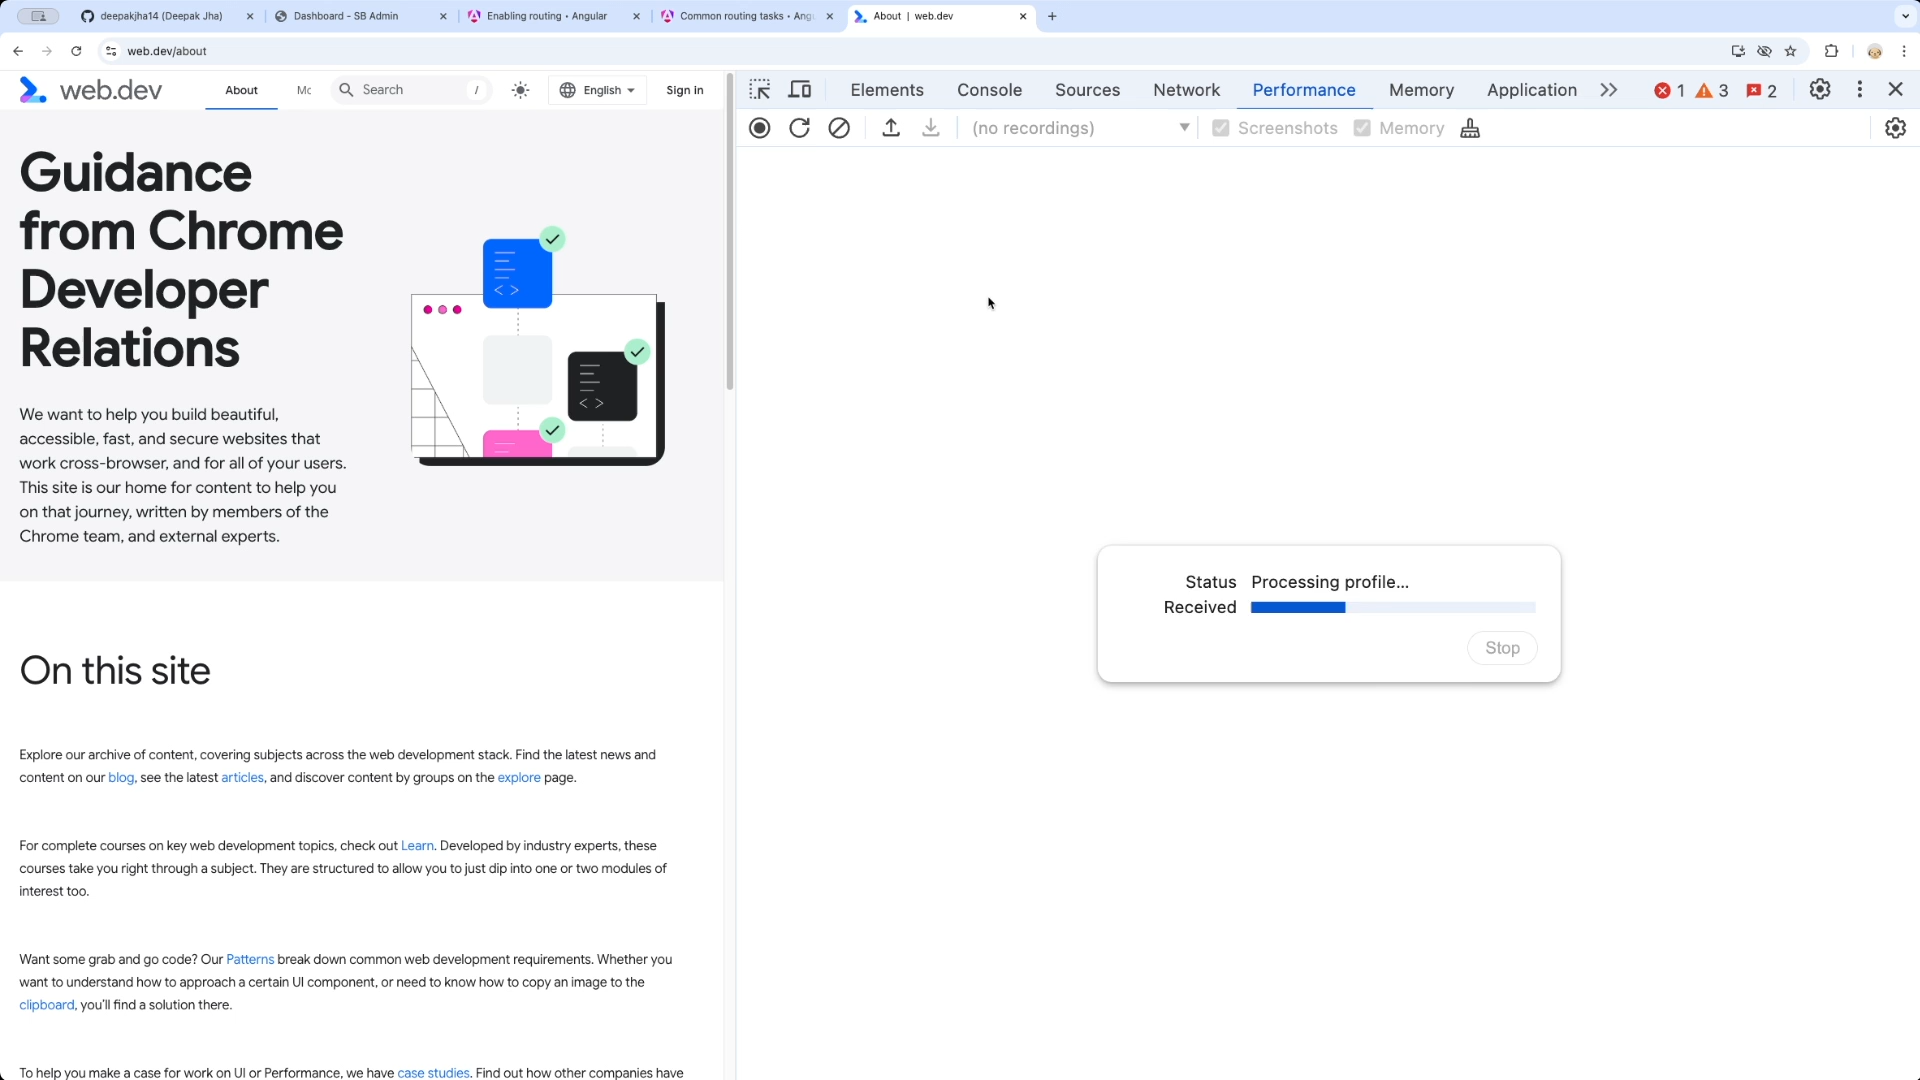 deepakjha14 (Deepak Jha)
Dashboard - SB Admin
Enabling routing • Angular
Common routing tasks • Ang
About | web.dev
web.dev/about
web.dev
About
Mc
Search
/
English
Sign in
Elements
Console
Sources
Network
Performance
Memory
Application
1
3
2
(no recordings)
Screenshots
Memory
Guidance
from Chrome
Developer
Relations
We want to help you build beautiful,
accessible, fast, and secure websites that
work cross-browser, and for all of your users.
This site is our home for content to help you
on that journey, written by members of the
Chrome team, and external experts.
< >
< >
Status Processing profile…
Received
Stop
On this site
Explore our archive of content, covering subjects across the web development stack. Find the latest news and
content on our blog, see the latest articles, and discover content by groups on the explore page.
For complete courses on key web development topics, check out Learn. Developed by industry experts, these
courses take you right through a subject. They are structured to allow you to just dip into one or two modules of
interest too.
Want some grab and go code? Our Patterns break down common web development requirements. Whether you
want to understand how to approach a certain UI component, or need to know how to copy an image to the
clipboard, you'll find a solution there.
To help you make a case for work on UI or Performance, we have case studies. Find out how other companies have